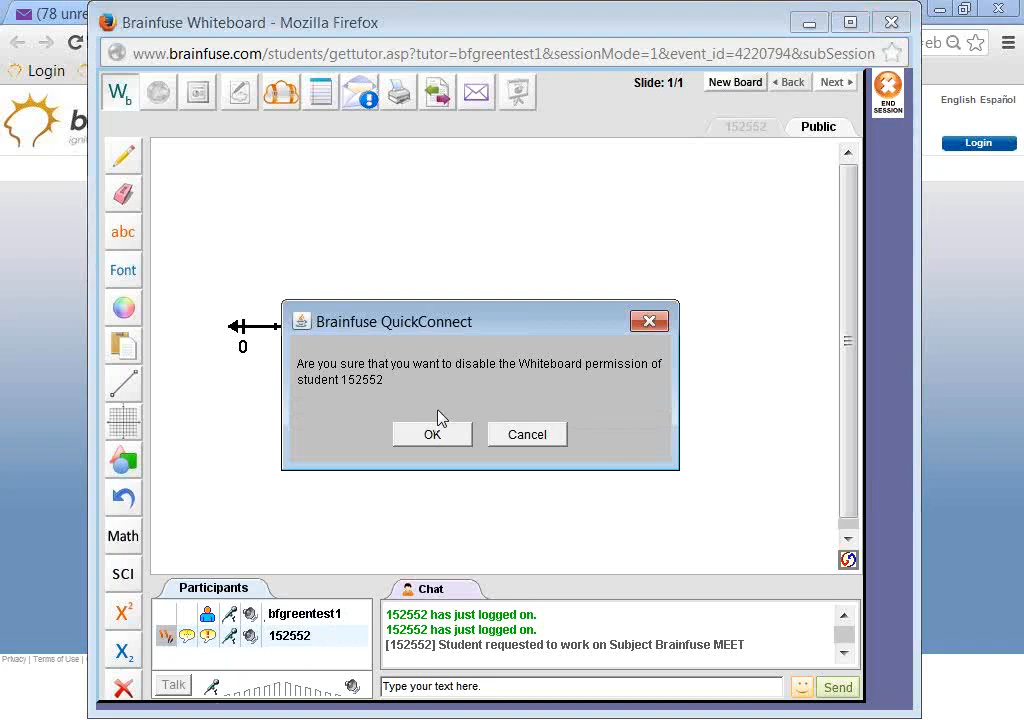 (78 unre
Brainfuse Whiteboard - Mozilla Firefox
www.brainfuse.com/students/gettutor.asp?tutor=bfgreentest1&sessionMode=1&event_id=4220794&subSession
eb
Login
Wb
Slide: 1/1
New Board
Back
Next
END
SESSION
English Español
Login
b
152552
Public
abc
Font
0
Brainfuse QuickConnect
Are you sure that you want to disable the Whiteboard permission of
student 152552
OK
Cancel
Math
SCI
X²
X₂
Participants
bfgreentest1
152552
Talk
Chat
152552 has just logged on.
152552 has just logged on.
[152552] Student requested to work on Subject Brainfuse MEET
Type your text here.
Send
Privacy | Terms of Use |